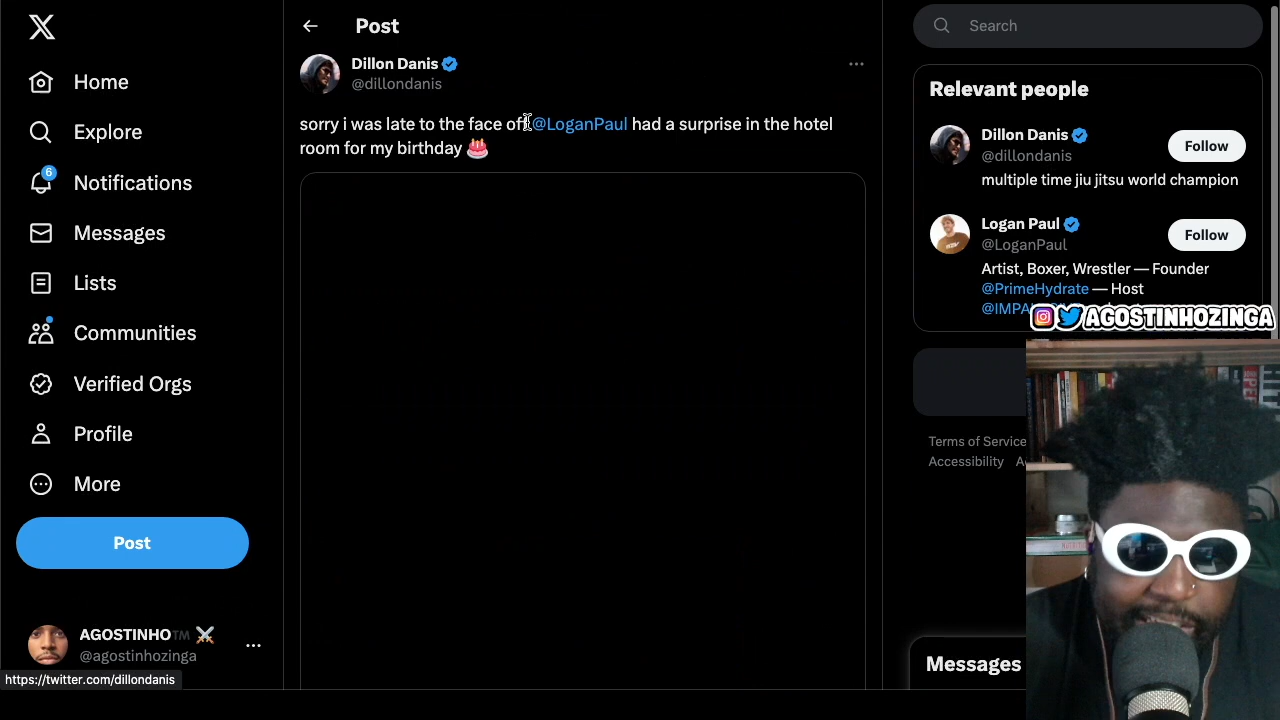 Home
Explore
6
Notifications
Messages
Lists
Communities
Verified Orgs
Profile
More
Post
AGOSTINHO™
@agostinhozinga
https://twitter.com/dillondanis
Post
Dillon Danis
@dillondanis
sorry i was late to the face off @LoganPaul had a surprise in the hotel
room for my birthday 🎂
Search
Relevant people
Dillon Danis
@dillondanis
Follow
multiple time jiu jitsu world champion
Logan Paul
@LoganPaul
Follow
Artist, Boxer, Wrestler — Founder
@PrimeHydrate — Host
AGOSTINHOZINGA
Terms of Service
Accessibility
Messages